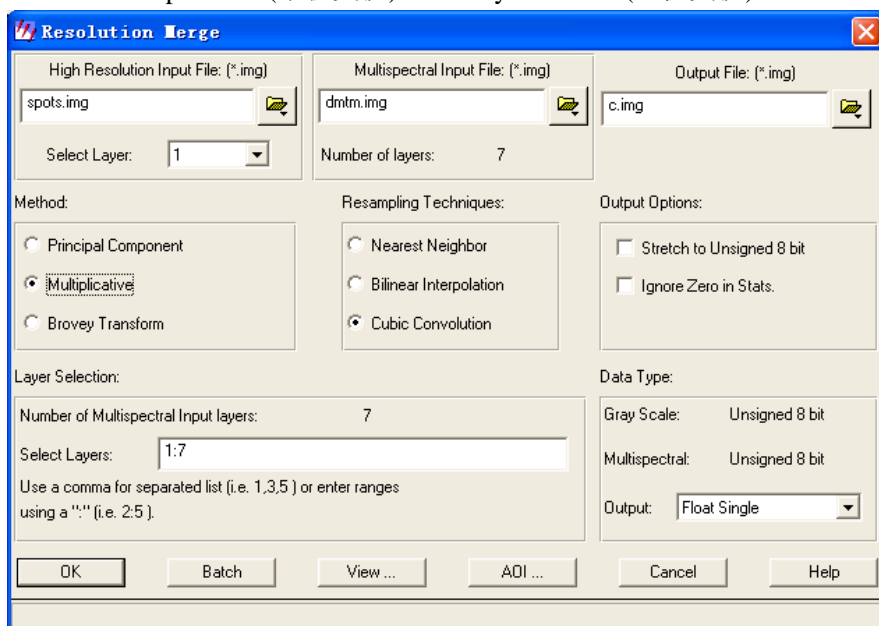 Resolution Merge
High Resolution Input File: (*.img)
spots.img
Select Layer: 1
Multispectral Input File: (*.img)
dmtm.img
Number of layers: 7
Output File: (*.img)
c.img
Method:
Principal Component
Multiplicative
Brovey Transform
Resampling Techniques:
Nearest Neighbor
Bilinear Interpolation
Cubic Convolution
Output Options:
Stretch to Unsigned 8 bit
Ignore Zero in Stats.
Layer Selection:
Number of Multispectral Input layers: 7
Select Layers: 1:7
Use a comma for separated list (i.e. 1,3,5 ) or enter ranges
using a ":" (i.e. 2:5 ).
Data Type:
Gray Scale: Unsigned 8 bit
Multispectral: Unsigned 8 bit
Output: Float Single
OK Batch View ... AOI ... Cancel Help